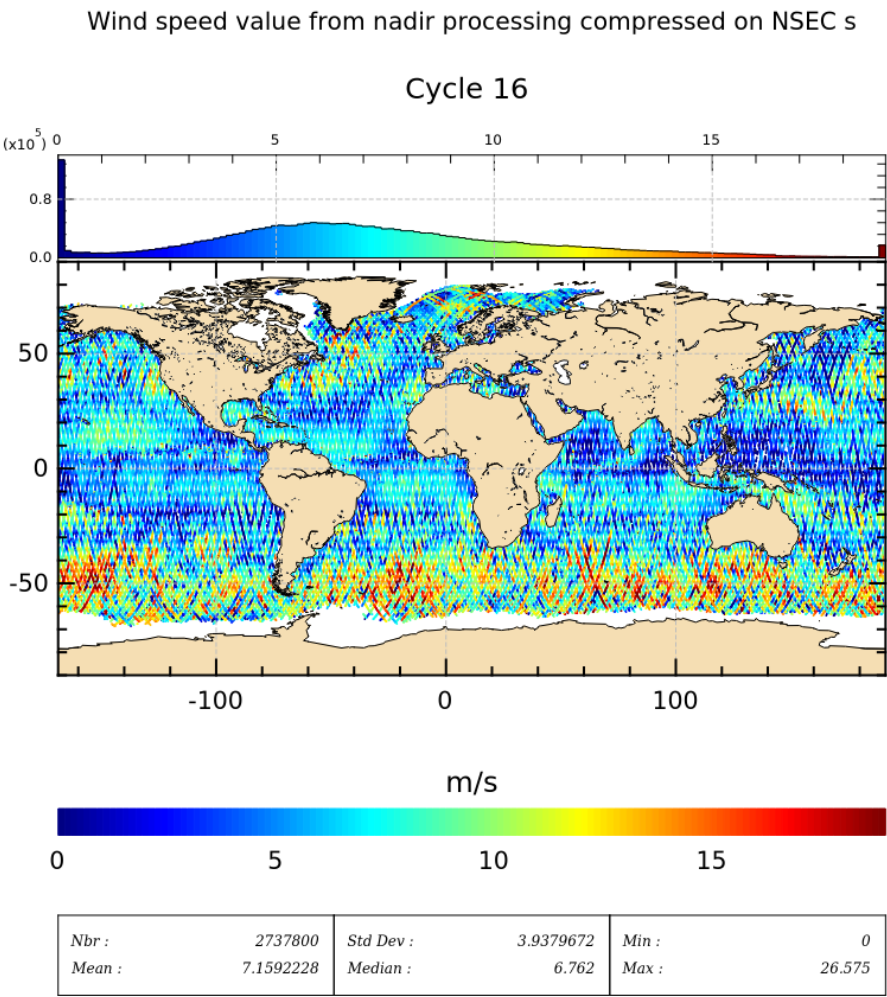 Wind speed value from nadir processing compressed on NSEC s
Cycle 16
(x10^5) 0 5 10 15
0.8
0.0
50
0
-50
-100 0 100
m/s
0 5 10 15
Nbr : 2737800 Std Dev : 3.9379672 Min : 0
Mean : 7.1592228 Median : 6.762 Max : 26.575